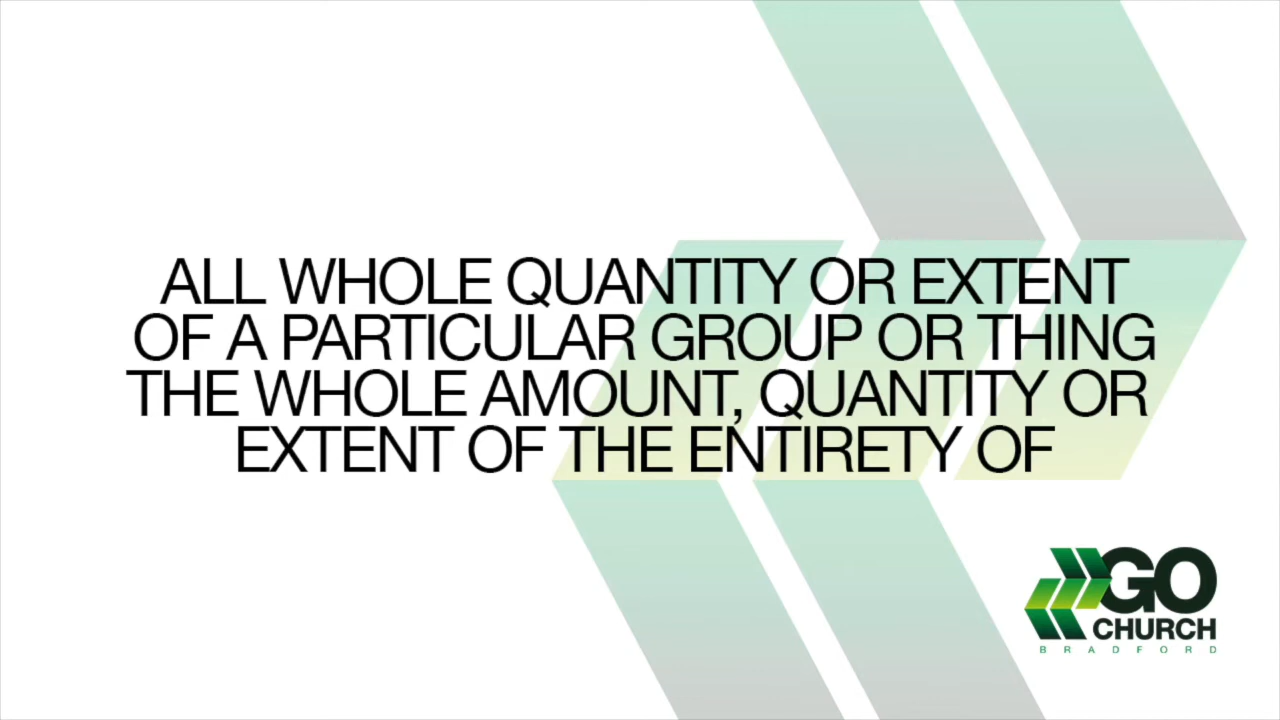 ALL WHOLE QUANTITY OR EXTENT
OF A PARTICULAR GROUP OR THING
THE WHOLE AMOUNT, QUANTITY OR
EXTENT OF THE ENTIRETY OF
GO
CHURCH
BRADFORD